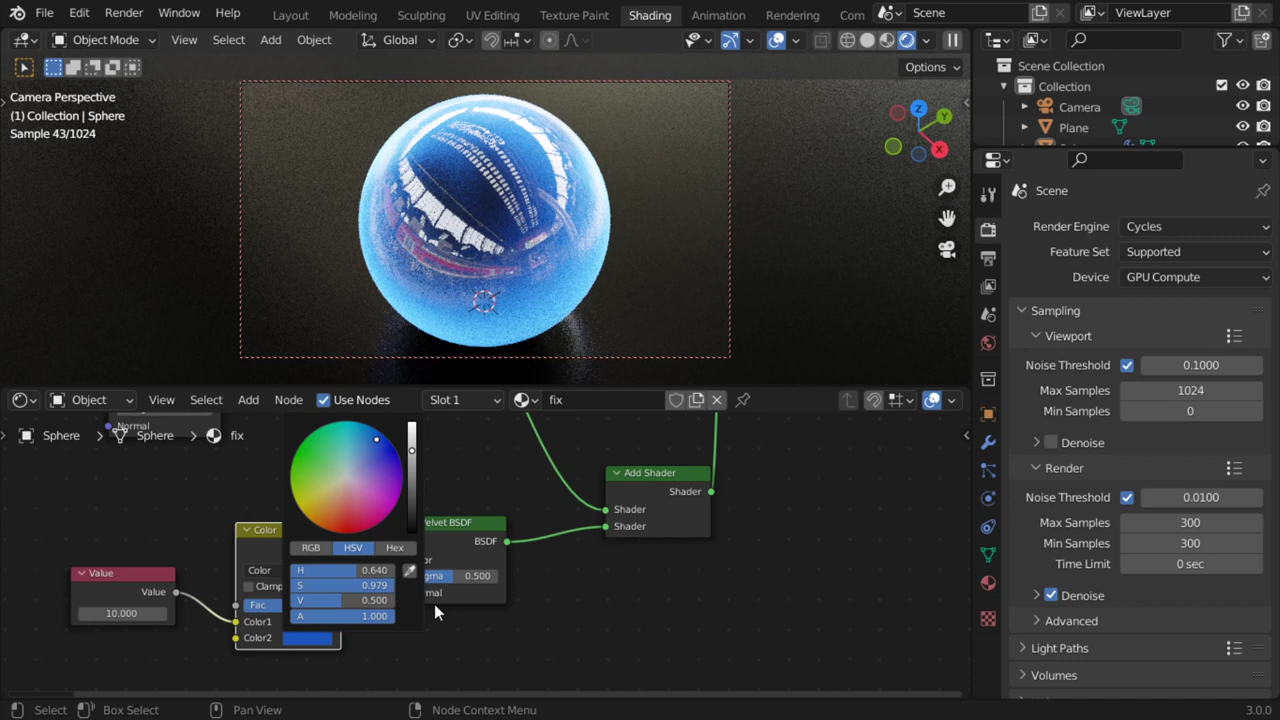 File Edit Render Window Help Layout Modeling Sculpting UV Editing Texture Paint Shading Animation Rendering Com Scene ViewLayer
Object Mode View Select Add Object Global
Options
Camera Perspective
(1) Collection | Sphere
Sample 43/1024
Z
Y
X
Scene Collection
Collection
Camera
Plane
Scene
Render Engine Cycles
Feature Set Supported
Device GPU Compute
Sampling
Viewport
Noise Threshold 0.1000
Max Samples 1024
Min Samples 0
Denoise
Render
Noise Threshold 0.0100
Max Samples 300
Min Samples 300
Time Limit 0 sec
Denoise
Advanced
Light Paths
Volumes
Object View Select Add Node Use Nodes Slot 1 fix
Normal
Sphere Sphere fix
Add Shader
Shader
Shader
Shader
Velvet BSDF
BSDF
or
gma 0.500
rmal
RGB HSV Hex
H 0.640
S 0.979
V 0.500
A 1.000
Color
Color
Clamp
Fac
Color1
Color2
Value
Value
10.000
Select Box Select Pan View Node Context Menu 3.0.0